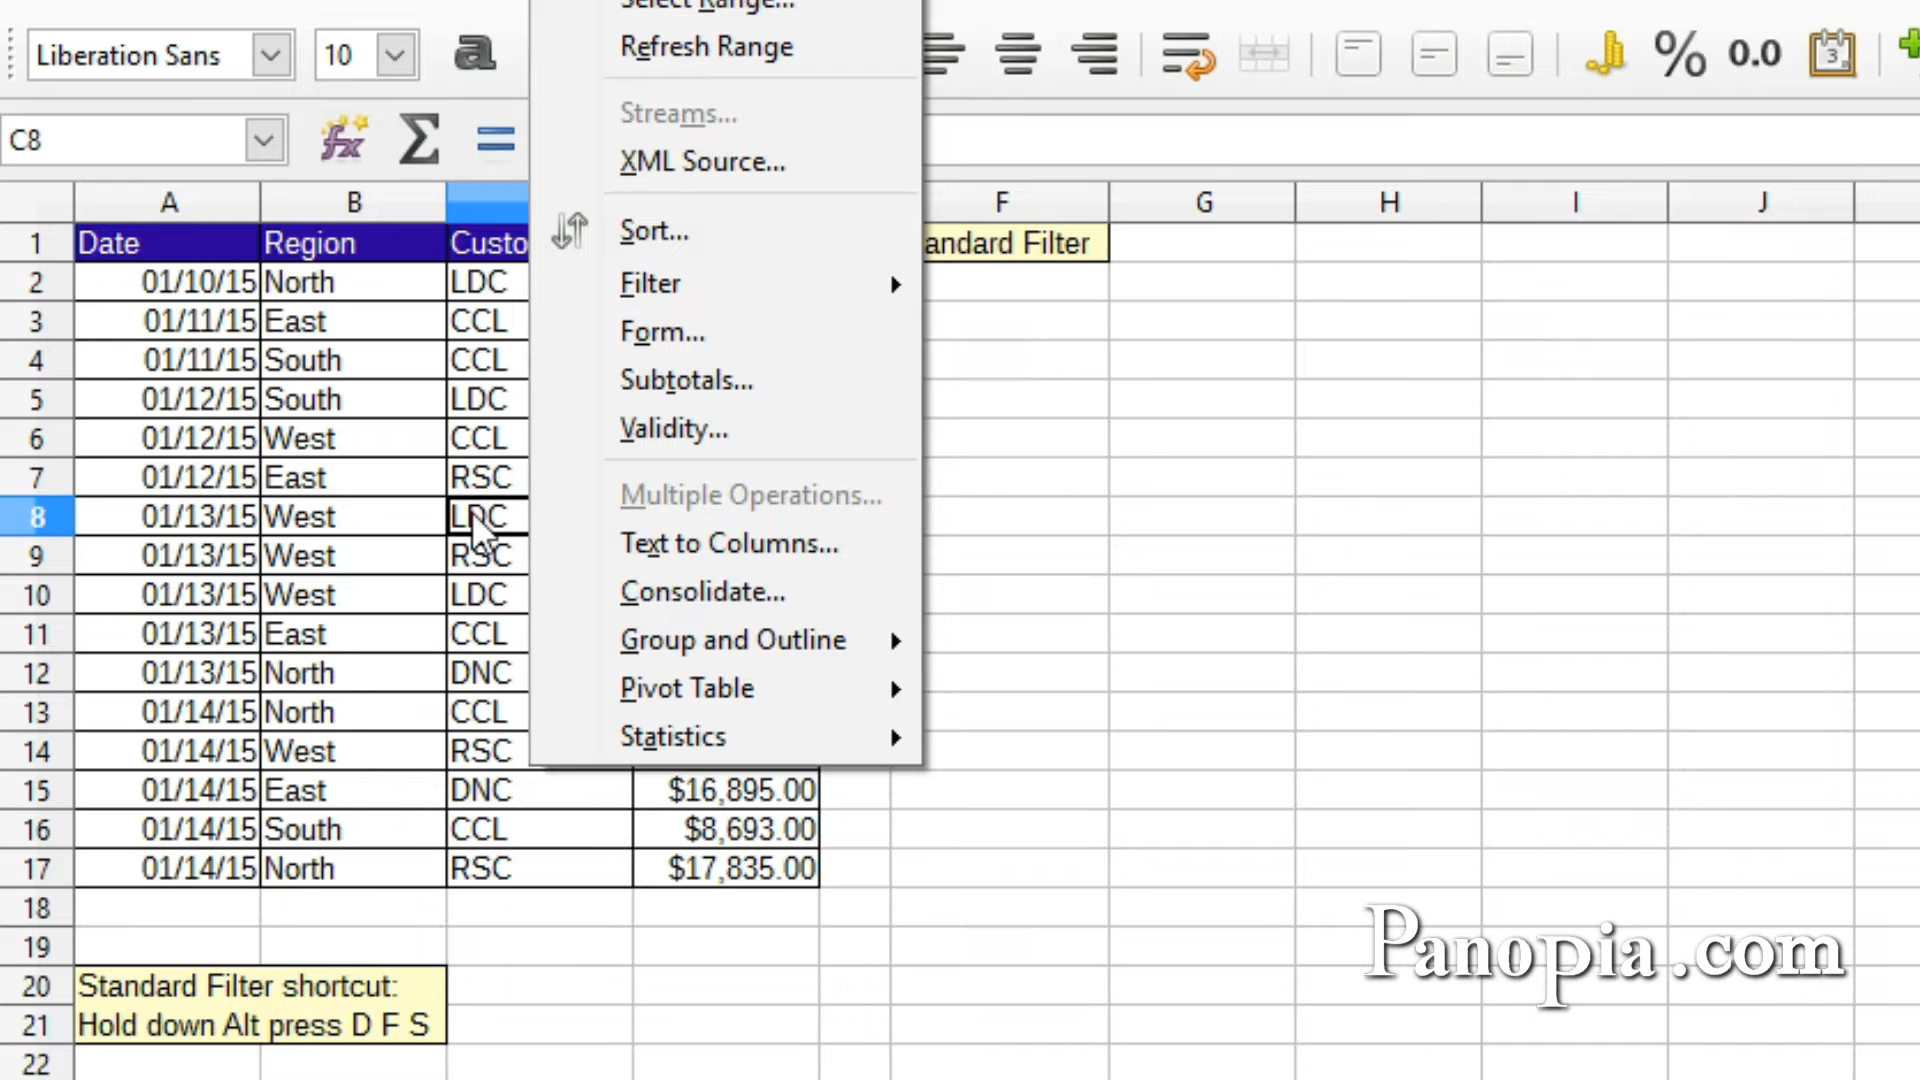 Select Range...
Liberation Sans 10 a Refresh Range % 0.0 3
Streams...
C8 fx Σ =
XML Source...
A B F G H I J
1 Date Region Custo andard Filter
Sort...
2 01/10/15 North LDC
Filter
3 01/11/15 East CCL
Form...
4 01/11/15 South CCL
Subtotals...
5 01/12/15 South LDC
Validity...
6 01/12/15 West CCL
7 01/12/15 East RSC
Multiple Operations...
8 01/13/15 West LDC
Text to Columns...
9 01/13/15 West RSC
Consolidate...
10 01/13/15 West LDC
Group and Outline
11 01/13/15 East CCL
12 01/13/15 North DNC
Pivot Table
13 01/14/15 North CCL
Statistics
14 01/14/15 West RSC
15 01/14/15 East DNC $16,895.00
16 01/14/15 South CCL $8,693.00
17 01/14/15 North RSC $17,835.00
18
19
Panopia.com
20 Standard Filter shortcut:
21 Hold down Alt press D F S
22